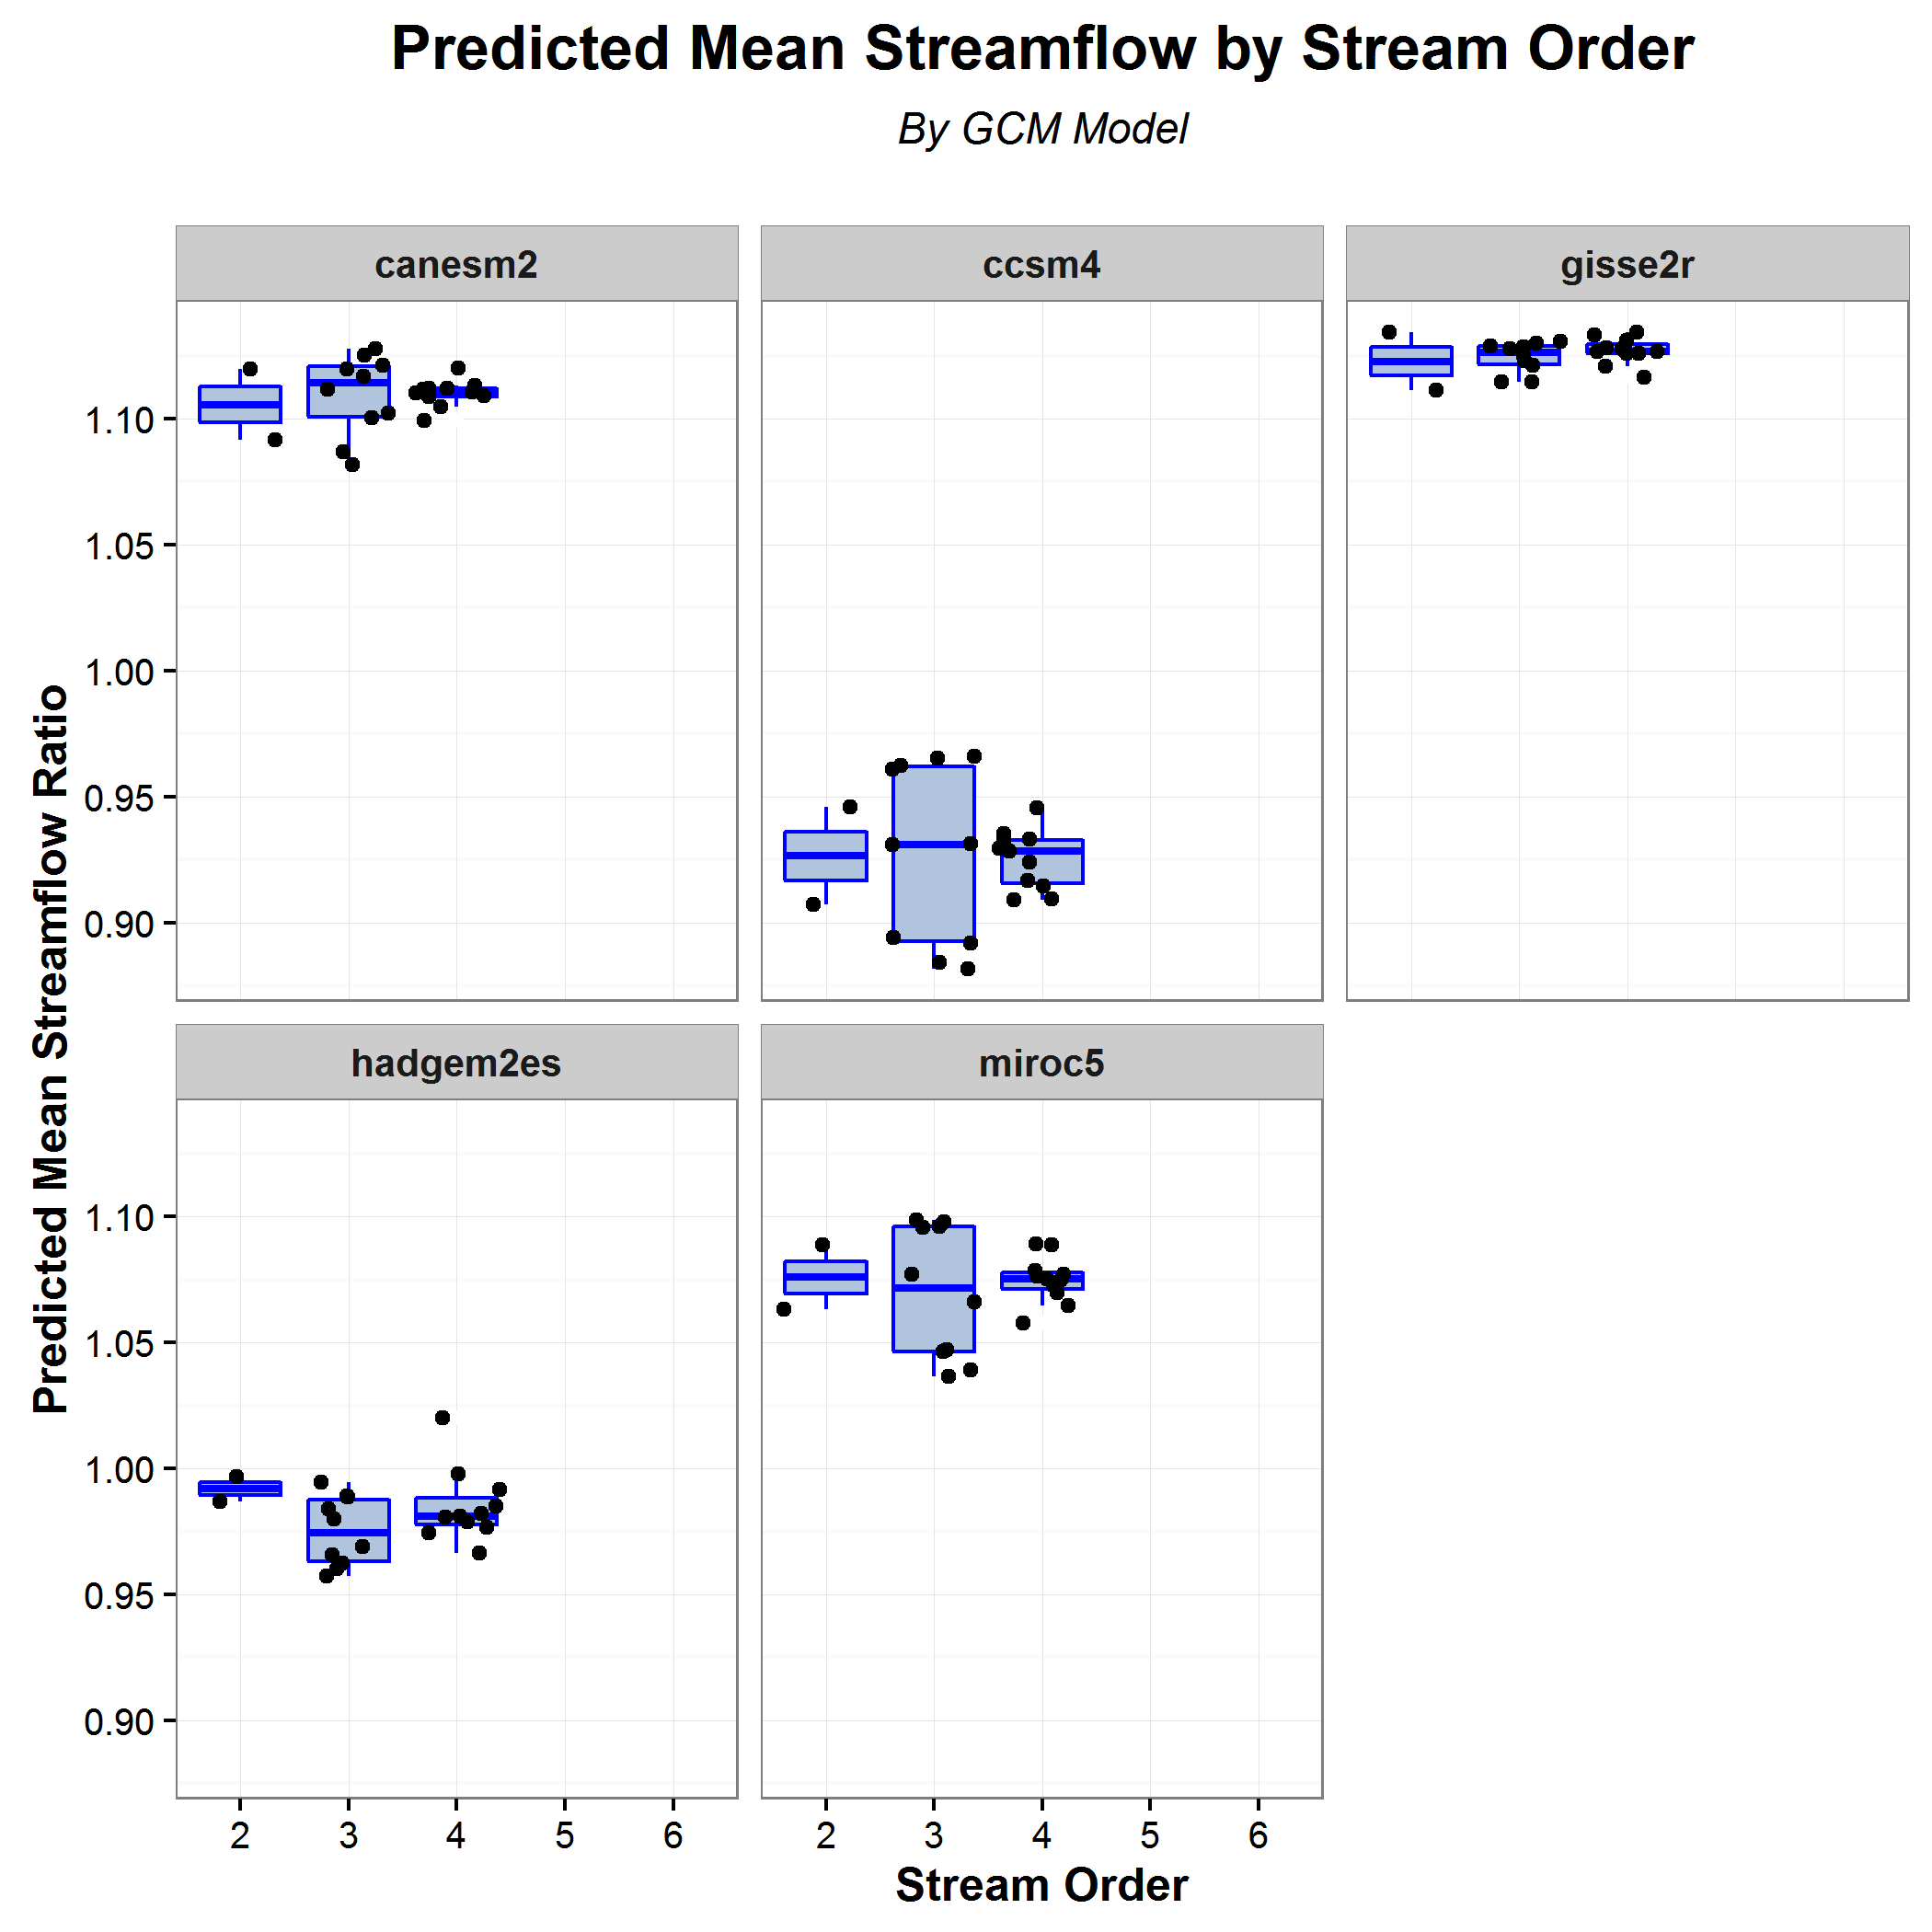 Predicted Mean Streamflow by Stream Order
By GCM Model
canesm2
ccsm4
gisse2r
1.10
1.05
1.00
0.95
0.90
hadgem2es
miroc5
1.10
1.05
1.00
0.95
0.90
Predicted Mean Streamflow Ratio
2 3 4 5 6
2 3 4 5 6
Stream Order